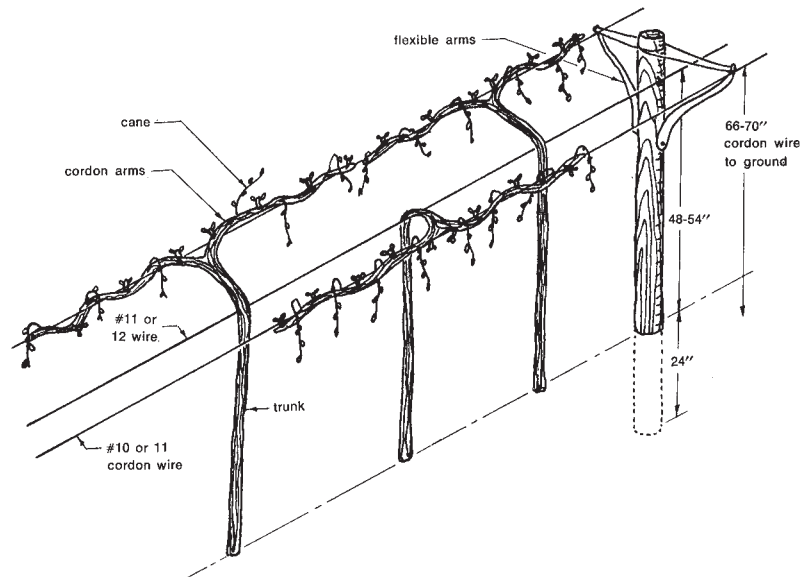 flexible arms
cane
cordon arms
66-70"
cordon wire
to ground
48-54"
#11 or
12 wire
24"
trunk
#10 or 11
cordon wire